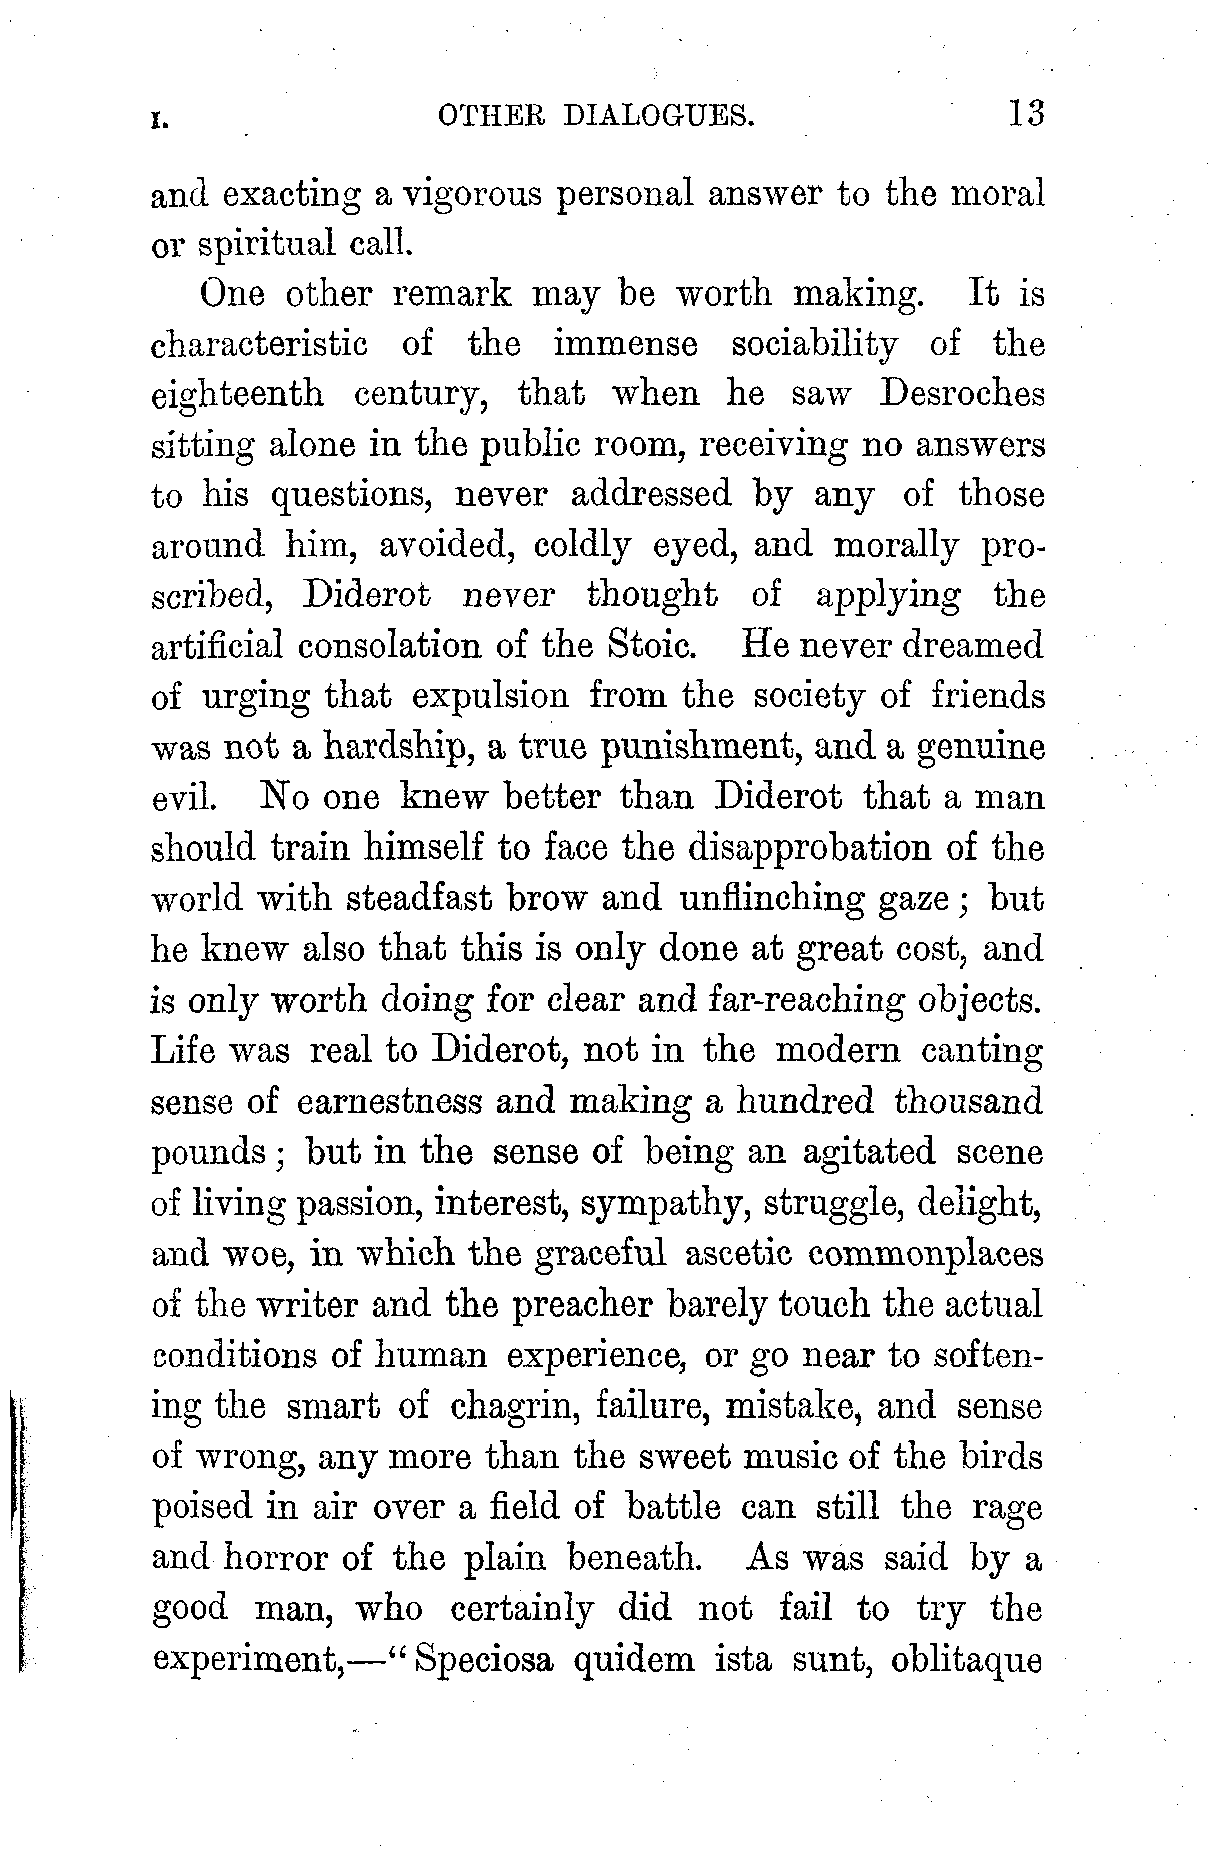 I. OTHER DIALOGUES. 13
and exacting a vigorous personal answer to the moral
or spiritual call.
One other remark may be worth making. It is
characteristic of the immense sociability of the
eighteenth century, that when he saw Desroches
sitting alone in the public room, receiving no answers
to his questions, never addressed by any of those
around him, avoided, coldly eyed, and morally pro-
scribed, Diderot never thought of applying the
artificial consolation of the Stoic. He never dreamed
of urging that expulsion from the society of friends
was not a hardship, a true punishment, and a genuine
evil. No one knew better than Diderot that a man
should train himself to face the disapprobation of the
world with steadfast brow and unflinching gaze; but
he knew also that this is only done at great cost, and
is only worth doing for clear and far-reaching objects.
Life was real to Diderot, not in the modern canting
sense of earnestness and making a hundred thousand
pounds; but in the sense of being an agitated scene
of living passion, interest, sympathy, struggle, delight,
and woe, in which the graceful ascetic commonplaces
of the writer and the preacher barely touch the actual
conditions of human experience, or go near to soften-
ing the smart of chagrin, failure, mistake, and sense
of wrong, any more than the sweet music of the birds
poised in air over a field of battle can still the rage
and horror of the plain beneath. As was said by a
good man, who certainly did not fail to try the
experiment,—“Speciosa quidem ista sunt, oblitaque